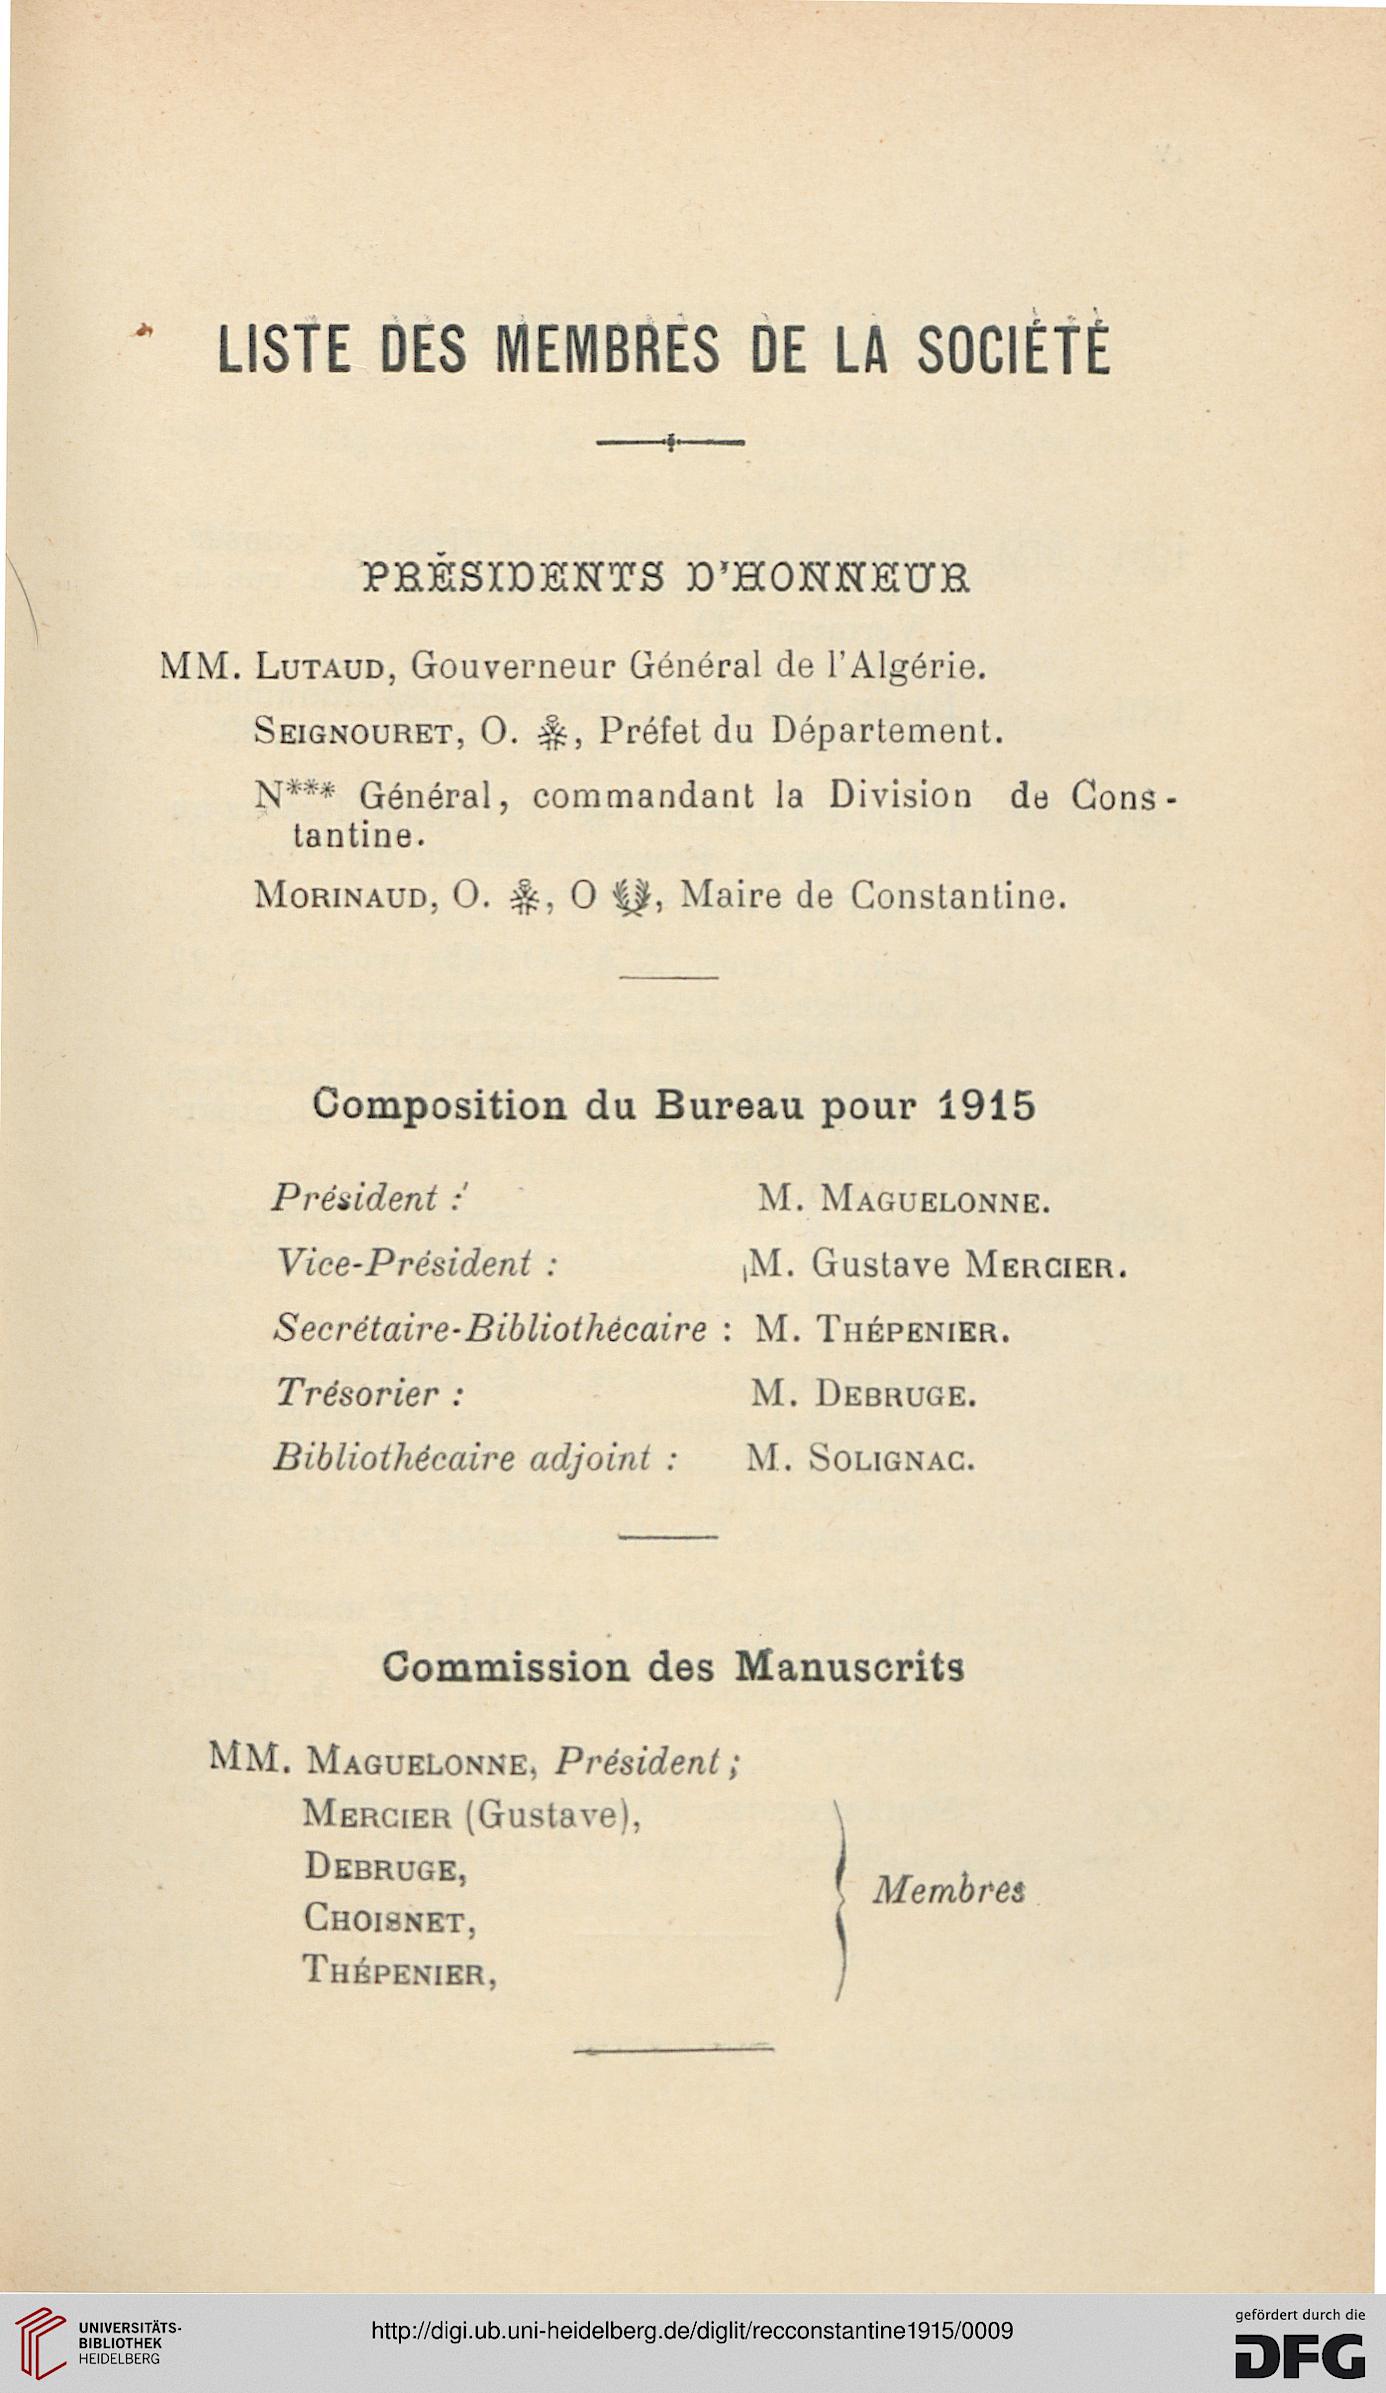 LISTE DES MEMBRES DE LA SOCIÉTÉ
PRÉSIDENTS D'HONNEUR
MM. LUTAUD, Gouverneur Général de l'Algérie.
SEIGNOURET, O. ✻, Préfet du Département.
N*** Général, commandant la Division de Cons-
tantine.
MORINAUD, O. ✻, O, Maire de Constantine.
Composition du Bureau pour 1915
Président : M. MAGUELONNE.
Vice-Président : M. Gustave MERCIER.
Secrétaire-Bibliothécaire : M. THÉPENIER.
Trésorier : M. DEBRUGE.
Bibliothécaire adjoint : M. SOLIGNAC.
Commission des Manuscrits
MM. MAGUELONNE, Président ;
MERCIER (Gustave),
DEBRUGE,
CHOISNET,
THÉPENIER,
Membres
UNIVERSITÄTS-
BIBLIOTHEK
HEIDELBERG
http://digi.ub.uni-heidelberg.de/diglit/recconstantine1915/0009
gefördert durch die
DFG